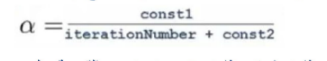 α = const1 / iterationNumber + const2